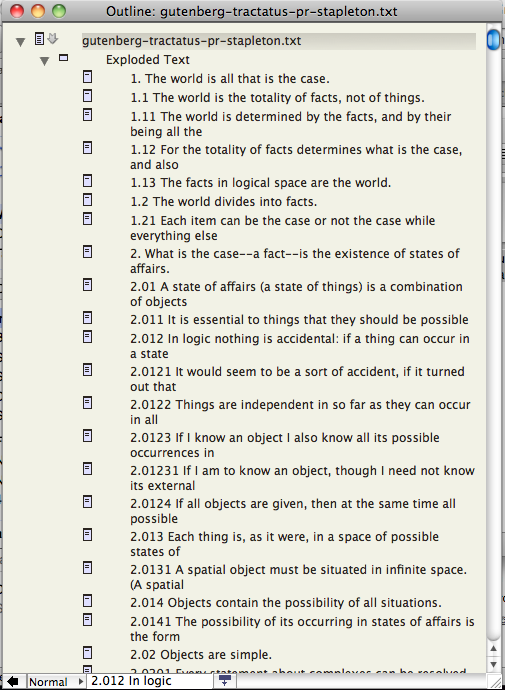 Outline: gutenberg-tractatus-pr-stapleton.txt
gutenberg-tractatus-pr-stapleton.txt
Exploded Text
1. The world is all that is the case.
1.1 The world is the totality of facts, not of things.
1.11 The world is determined by the facts, and by their
being all the
1.12 For the totality of facts determines what is the case,
and also
1.13 The facts in logical space are the world.
1.2 The world divides into facts.
1.21 Each item can be the case or not the case while
everything else
2. What is the case--a fact--is the existence of states of
affairs.
2.01 A state of affairs (a state of things) is a combination
of objects
2.011 It is essential to things that they should be possible
2.012 In logic nothing is accidental: if a thing can occur in
a state
2.0121 It would seem to be a sort of accident, if it turned
out that
2.0122 Things are independent in so far as they can occur
in all
2.0123 If I know an object I also know all its possible
occurrences in
2.01231 If I am to know an object, though I need not know
its external
2.0124 If all objects are given, then at the same time all
possible
2.013 Each thing is, as it were, in a space of possible
states of
2.0131 A spatial object must be situated in infinite space.
(A spatial
2.014 Objects contain the possibility of all situations.
2.0141 The possibility of its occurring in states of affairs is
the form
2.02 Objects are simple.
2.0201 Every statement about complexes can be resolved
Normal
2.012 In logic